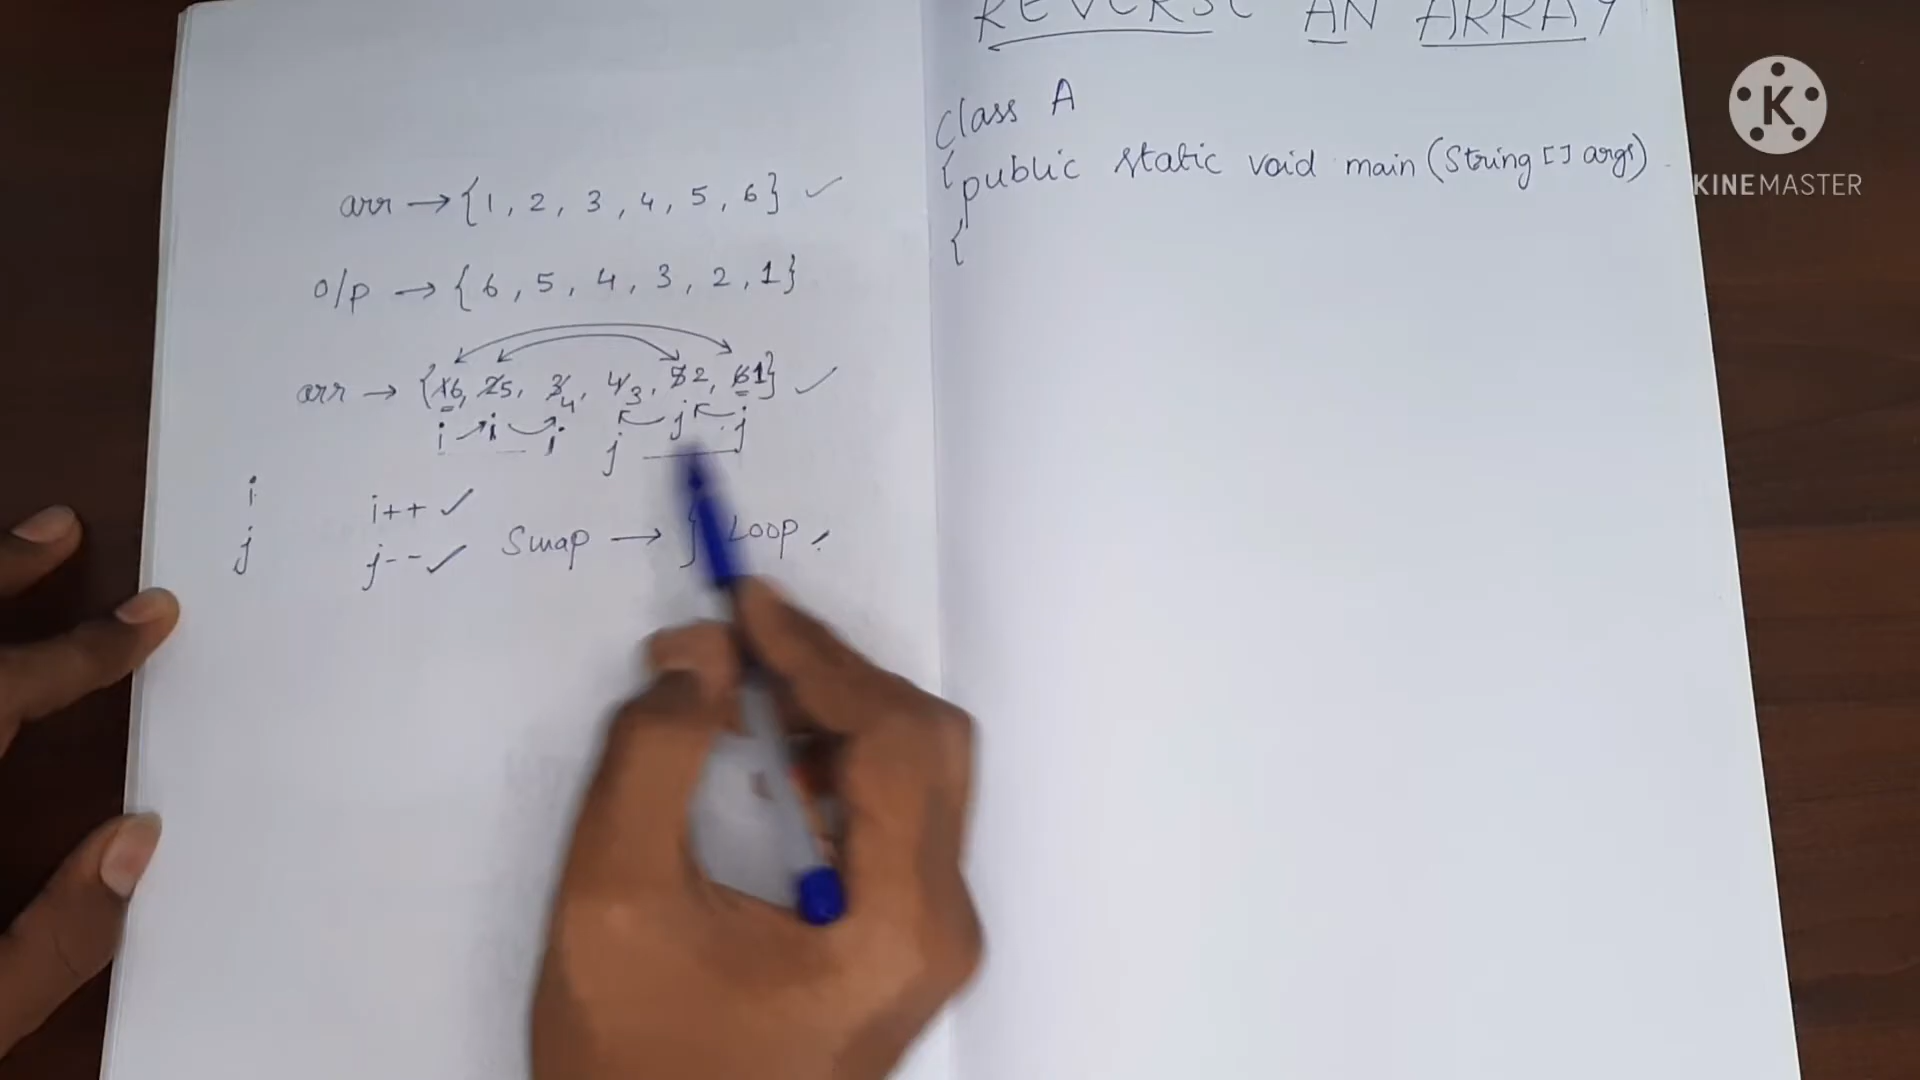 arr → {1, 2, 3, 4, 5, 6} ✓
o/p → {6, 5, 4, 3, 2, 1}
arr → {16, 25, 34, 43, 52, 61} ✓
i i i j j j
i
j
i++ ✓
j-- ✓
Swap → } Loop
REVERSE AN ARRAY
Class A
{ public static void main (String [] args)
{
K
KINEMASTER